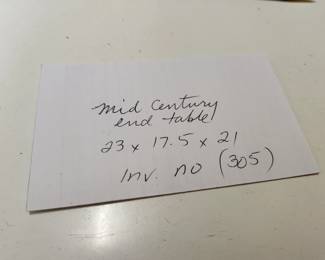 mid Century
end table
23 x 17.5 x 21
Inv. no (305)